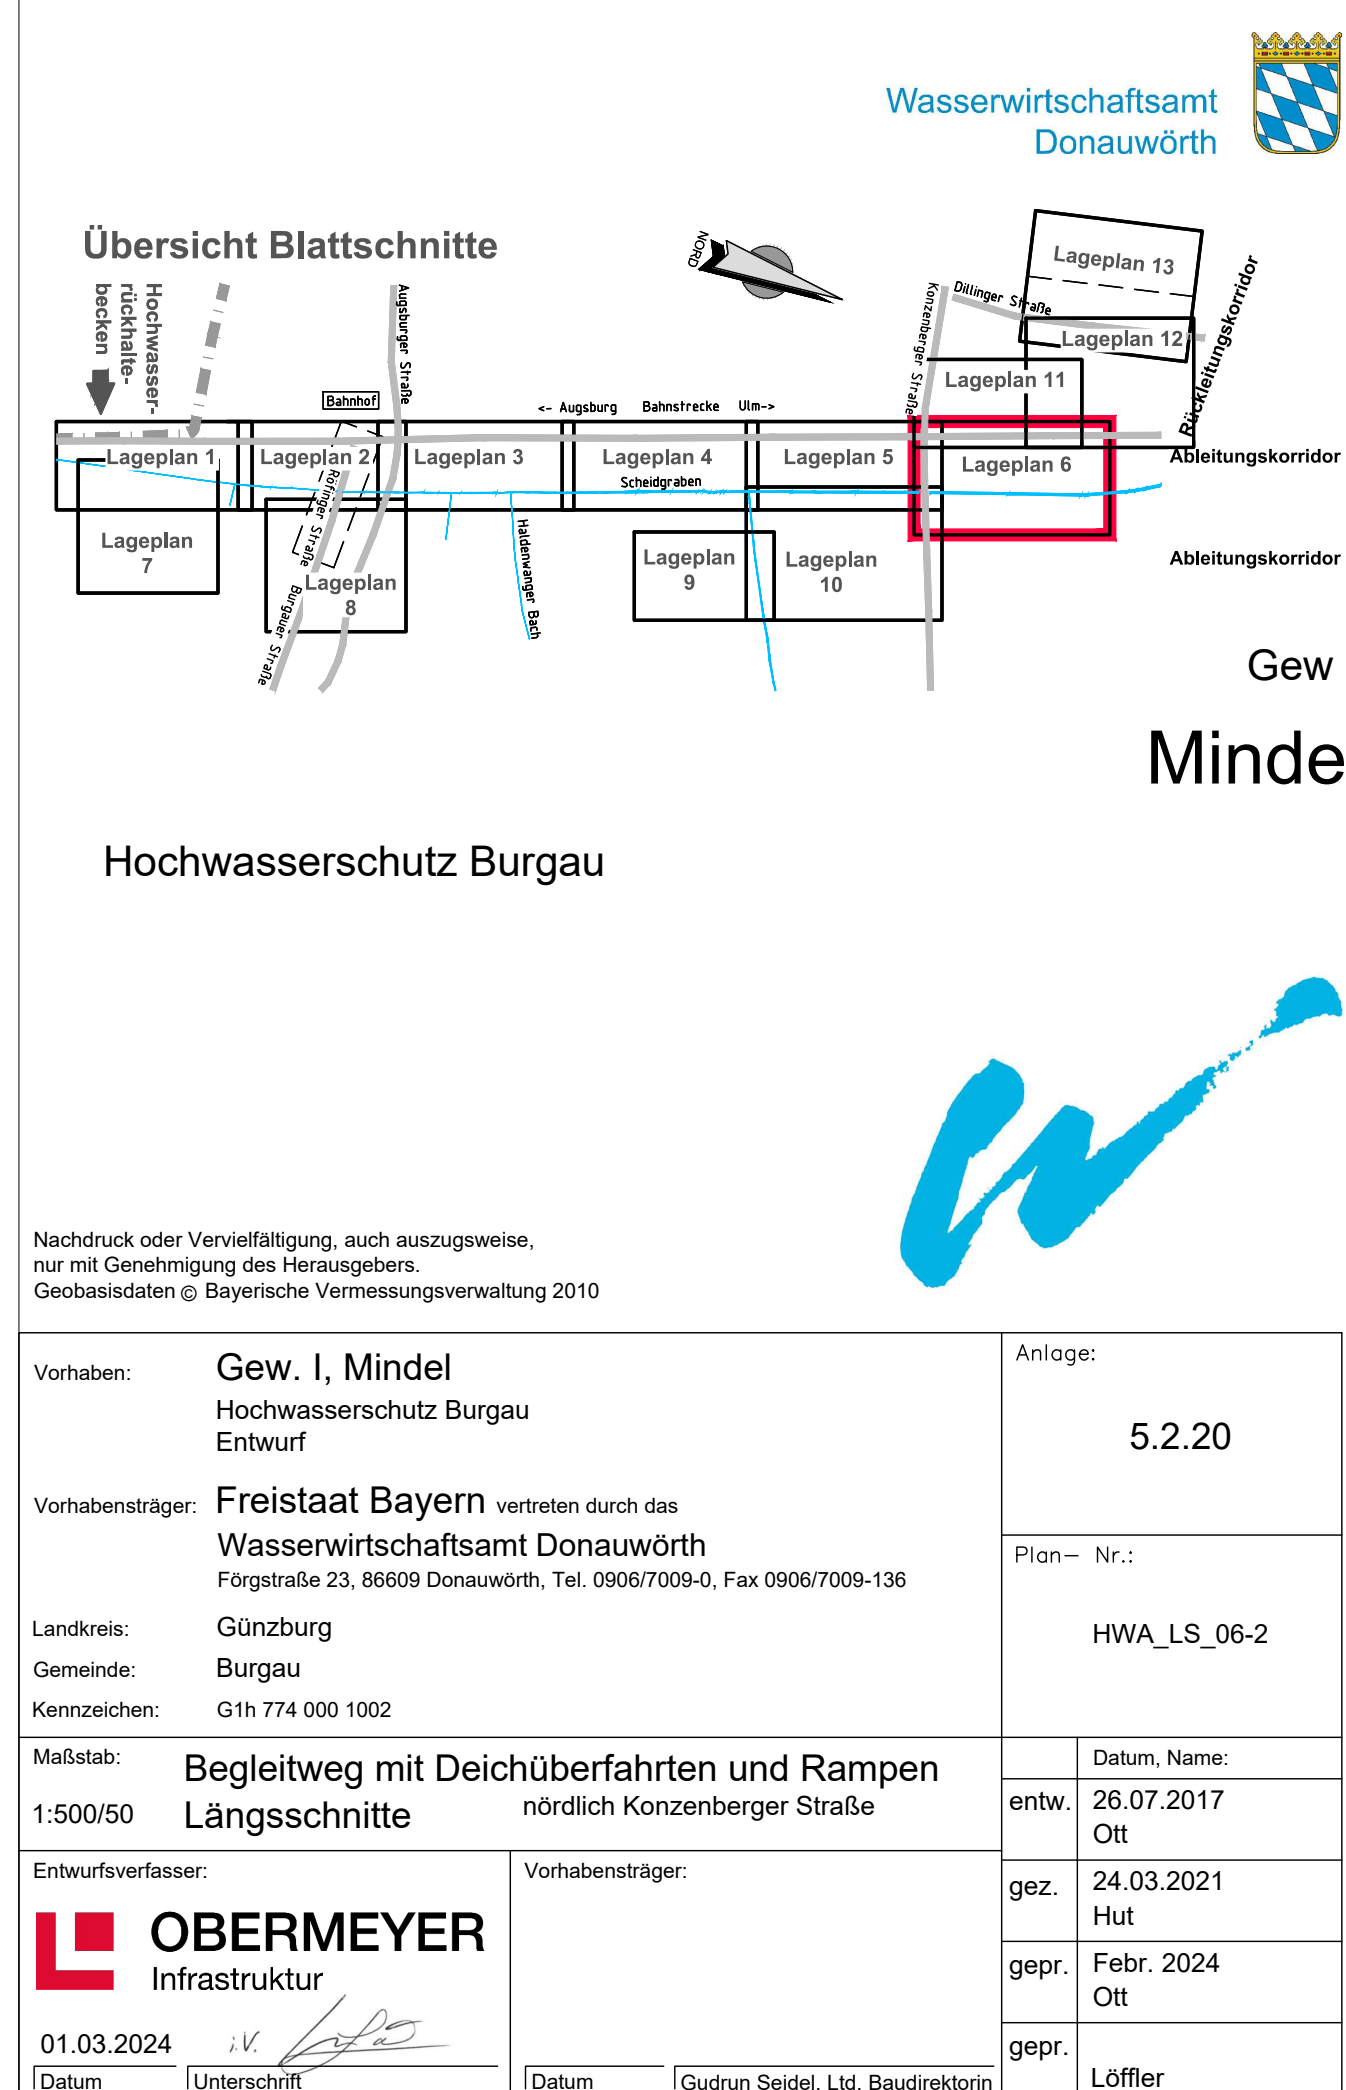 Wasserwirtschaftsamt
Donauwörth
Übersicht Blattschnitte
NORD
Hochwasser-
rückhalte-
becken
Augsburger Straße
Konzenberger Straße
Dillinger Straße
Lageplan 13
Lageplan 12
Rückleitungskorridor
Lageplan 11
Bahnhof
<- Augsburg Bahnstrecke Ulm->
Lageplan 1
Lageplan 2
Lageplan 3
Lageplan 4
Lageplan 5
Lageplan 6
Ableitungskorridor
Scheidgraben
Röfinger Straße
Haldenwanger Bach
Lageplan
7
Lageplan
8
Burgauer Straße
Lageplan
9
Lageplan
10
Ableitungskorridor
Gew
Minde
Hochwasserschutz Burgau
Nachdruck oder Vervielfältigung, auch auszugsweise,
nur mit Genehmigung des Herausgebers.
Geobasisdaten © Bayerische Vermessungsverwaltung 2010
Vorhaben: Gew. I, Mindel
Hochwasserschutz Burgau
Entwurf
Anlage:
5.2.20
Vorhabensträger: Freistaat Bayern vertreten durch das
Wasserwirtschaftsamt Donauwörth
Förgstraße 23, 86609 Donauwörth, Tel. 0906/7009-0, Fax 0906/7009-136
Plan- Nr.:
HWA_LS_06-2
Landkreis: Günzburg
Gemeinde: Burgau
Kennzeichen: G1h 774 000 1002
Maßstab:
1:500/50
Begleitweg mit Deichüberfahrten und Rampen
Längsschnitte nördlich Konzenberger Straße
Datum, Name:
entw. 26.07.2017
Ott
gez. 24.03.2021
Hut
gepr. Febr. 2024
Ott
gepr.
Löffler
Entwurfsverfasser:
OBERMEYER
Infrastruktur
01.03.2024 i.V.
Datum Unterschrift
Vorhabensträger:
Datum Gudrun Seidel, Ltd. Baudirektorin